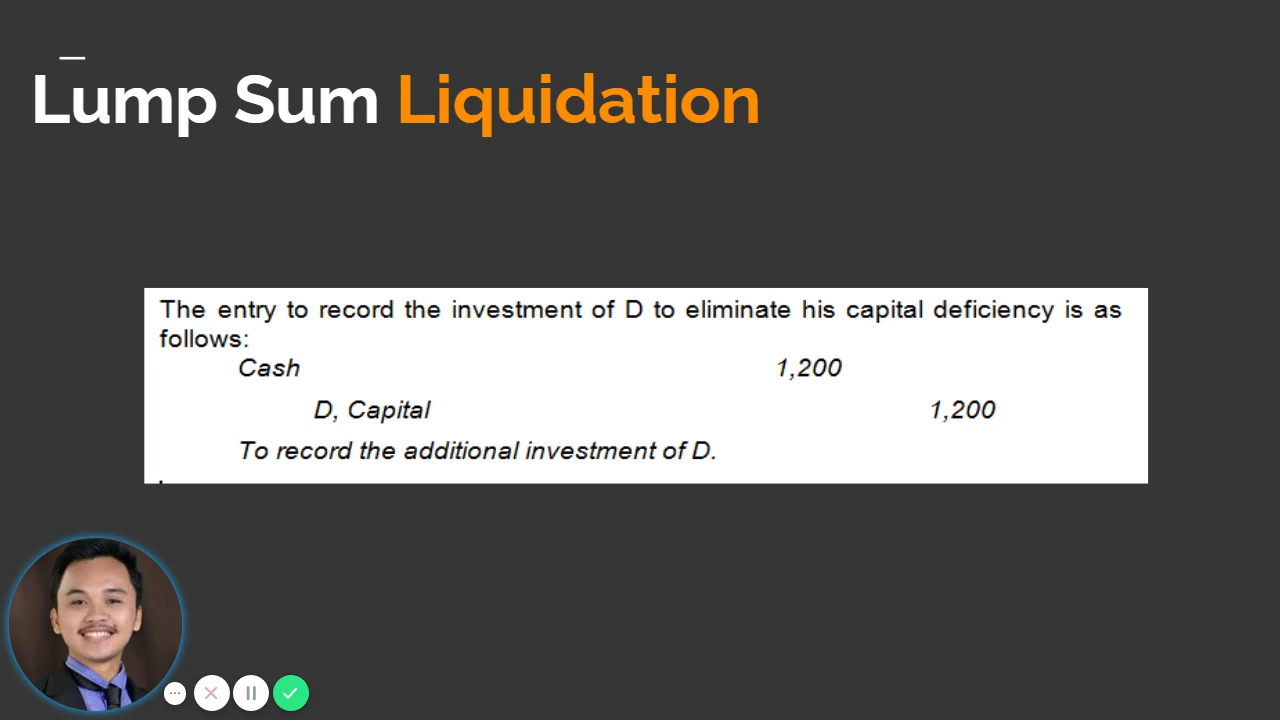 Lump Sum Liquidation
The entry to record the investment of D to eliminate his capital deficiency is as
follows:
Cash 1,200
D, Capital 1,200
To record the additional investment of D.